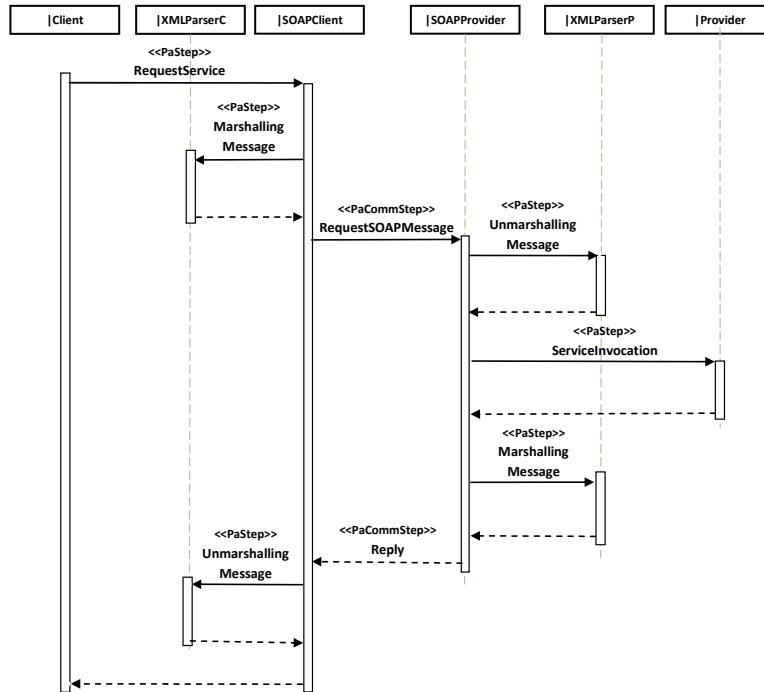 |Client
|XMLParserC
|SOAPClient
|SOAPProvider
|XMLParserP
|Provider
<<PaStep>>
RequestService
<<PaStep>>
Marshalling
Message
<<PaCommStep>>
RequestSOAPMessage
<<PaStep>>
Unmarshalling
Message
<<PaStep>>
ServiceInvocation
<<PaStep>>
Marshalling
Message
<<PaCommStep>>
Reply
<<PaStep>>
Unmarshalling
Message